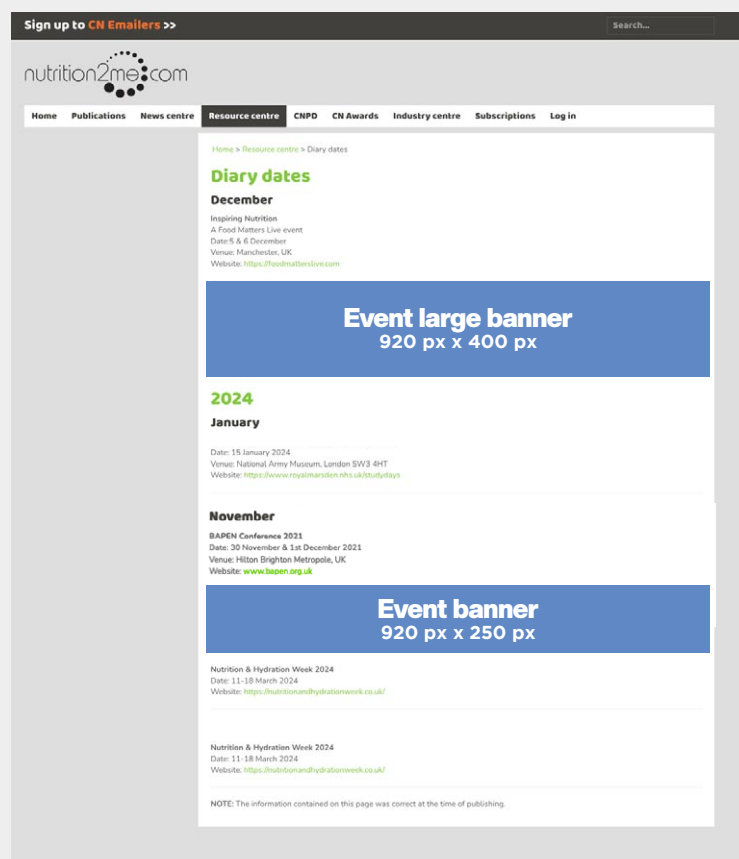 Sign up to CN Emailers >>
Search...
nutrition2me.com
Home Publications News centre Resource centre CNPD CN Awards Industry centre Subscriptions Log in
Home > Resource centre > Diary dates
Diary dates
December
Inspiring Nutrition
A Food Matters Live event
Date:5 & 6 December
Venue: Manchester, UK
Website: https://foodmatterslive.com
Event large banner
920 px x 400 px
2024
January
Date: 15 January 2024
Venue: National Army Museum, London SW3 4HT
Website: https://www.royalmarsden.nhs.uk/studydays
November
BAPEN Conference 2021
Date: 30 November & 1st December 2021
Venue: Hilton Brighton Metropole, UK
Website: www.bapen.org.uk
Event banner
920 px x 250 px
Nutrition & Hydration Week 2024
Date: 11-18 March 2024
Website: https://nutritionandhydrationweek.co.uk/
Nutrition & Hydration Week 2024
Date: 11-18 March 2024
Website: https://nutritionandhydrationweek.co.uk/
NOTE: The information contained on this page was correct at the time of publishing.